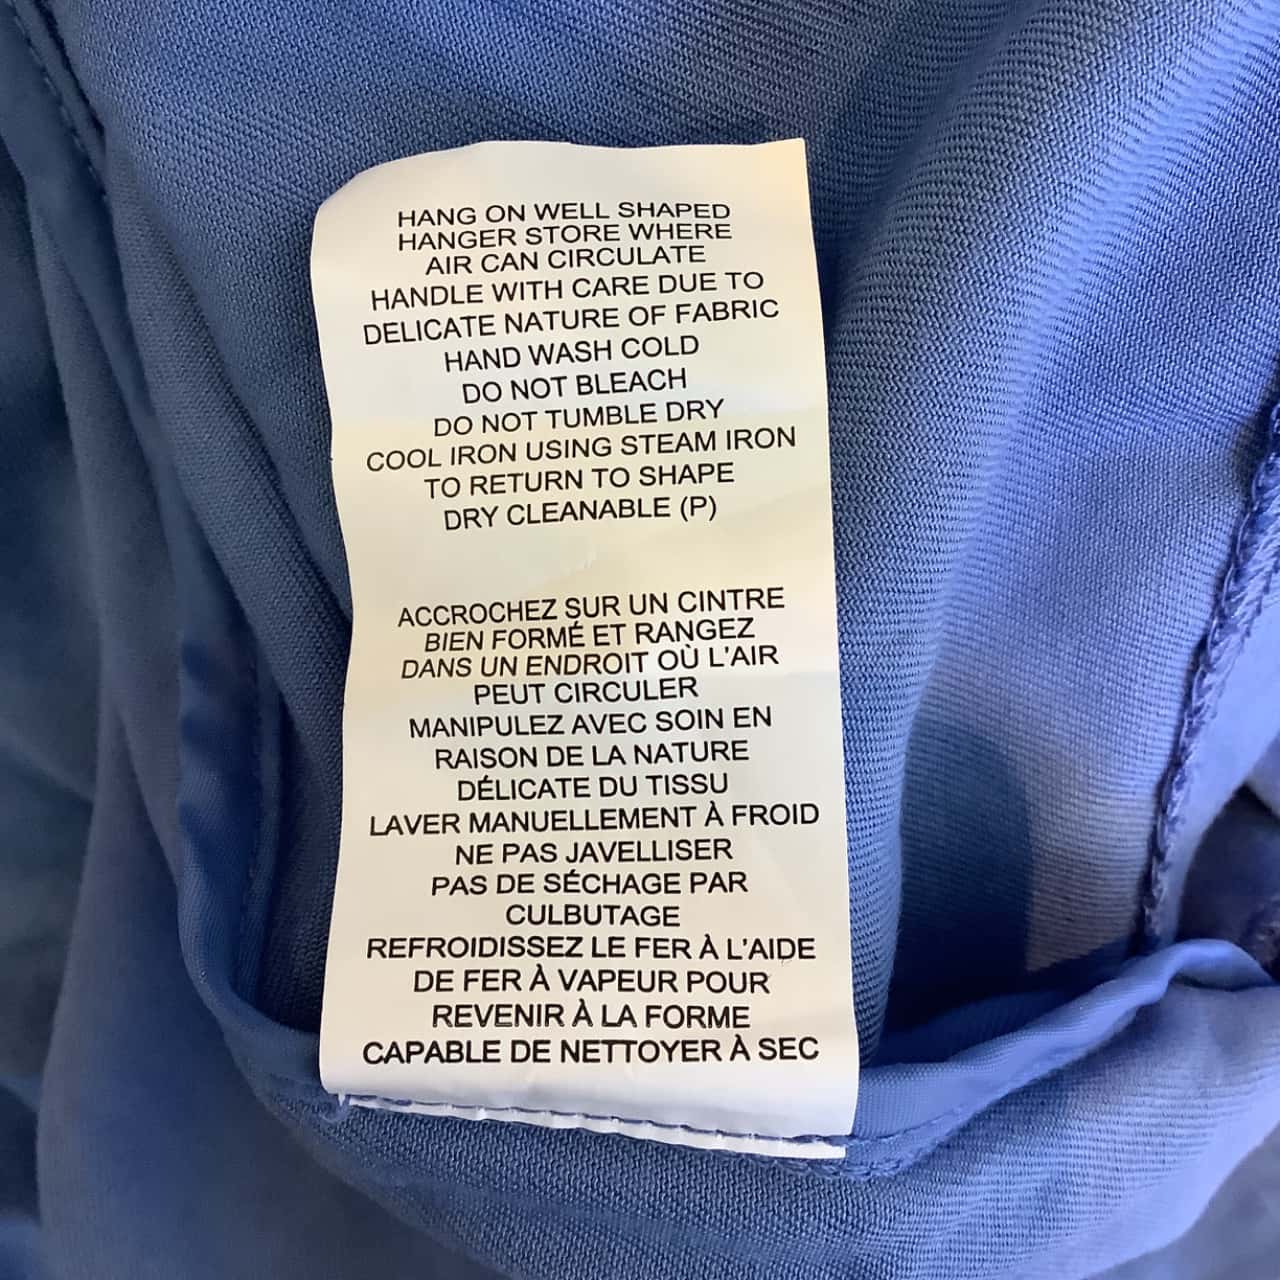 HANG ON WELL SHAPED
HANGER STORE WHERE
AIR CAN CIRCULATE
HANDLE WITH CARE DUE TO
DELICATE NATURE OF FABRIC
HAND WASH COLD
DO NOT BLEACH
DO NOT TUMBLE DRY
COOL IRON USING STEAM IRON
TO RETURN TO SHAPE
DRY CLEANABLE (P)
ACCROCHEZ SUR UN CINTRE
BIEN FORMÉ ET RANGEZ
DANS UN ENDROIT OÙ L'AIR
PEUT CIRCULER
MANIPULEZ AVEC SOIN EN
RAISON DE LA NATURE
DÉLICATE DU TISSU
LAVER MANUELLEMENT À FROID
NE PAS JAVELLISER
PAS DE SÉCHAGE PAR
CULBUTAGE
REFROIDISSEZ LE FER À L'AIDE
DE FER À VAPEUR POUR
REVENIR À LA FORME
CAPABLE DE NETTOYER À SEC